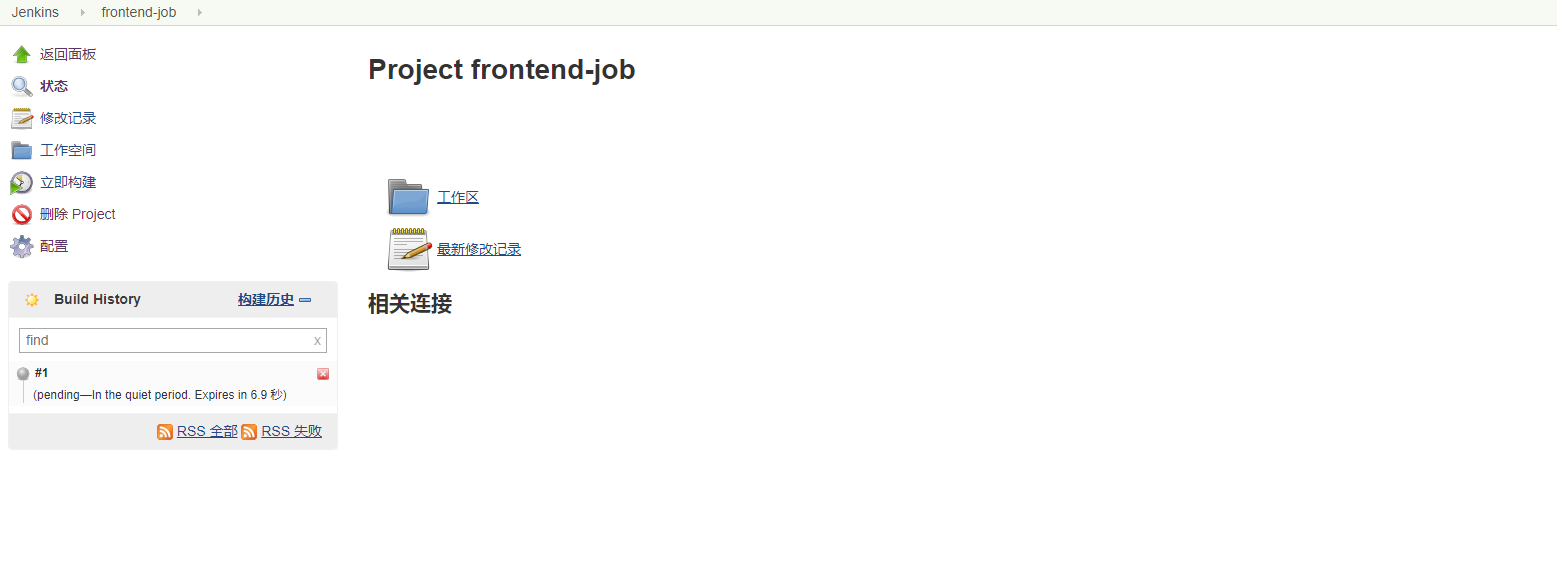 Jenkins frontend-job
返回面板
状态
修改记录
工作空间
立即构建
删除 Project
配置
Build History 构建历史
find x
#1
(pending—In the quiet period. Expires in 6.9 秒)
RSS 全部 RSS 失败
Project frontend-job
工作区
最新修改记录
相关连接